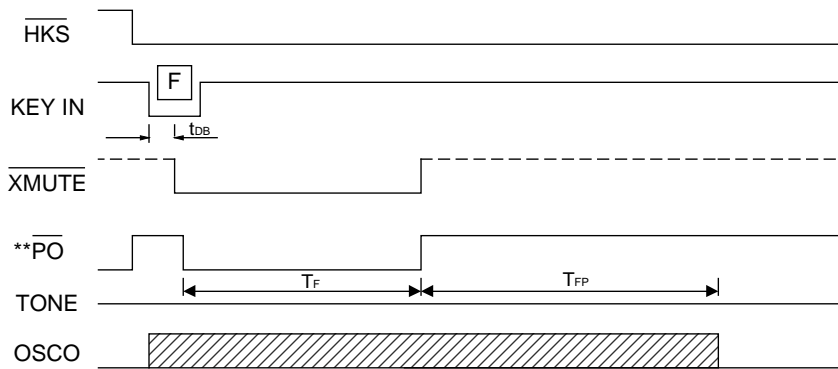 HKS
F
KEY IN
tDB
XMUTE
**PO
TF
TFP
TONE
OSCO